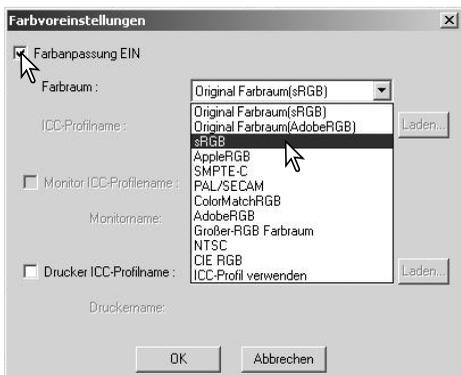 Farbvoreinstellungen
Farbanpassung EIN
Farbraum :
Original Farbraum(sRGB)
Original Farbraum(sRGB)
Original Farbraum(AdobeRGB)
sRGB
AppleRGB
SMPTE-C
PAL/SECAM
ColorMatchRGB
AdobeRGB
Großer-RGB Farbraum
NTSC
CIE RGB
ICC-Profil verwenden
ICC-Profilname :
Laden...
Monitor ICC-Profilename :
Monitorname:
Drucker ICC-Profilname :
Laden...
Druckername:
OK
Abbrechen